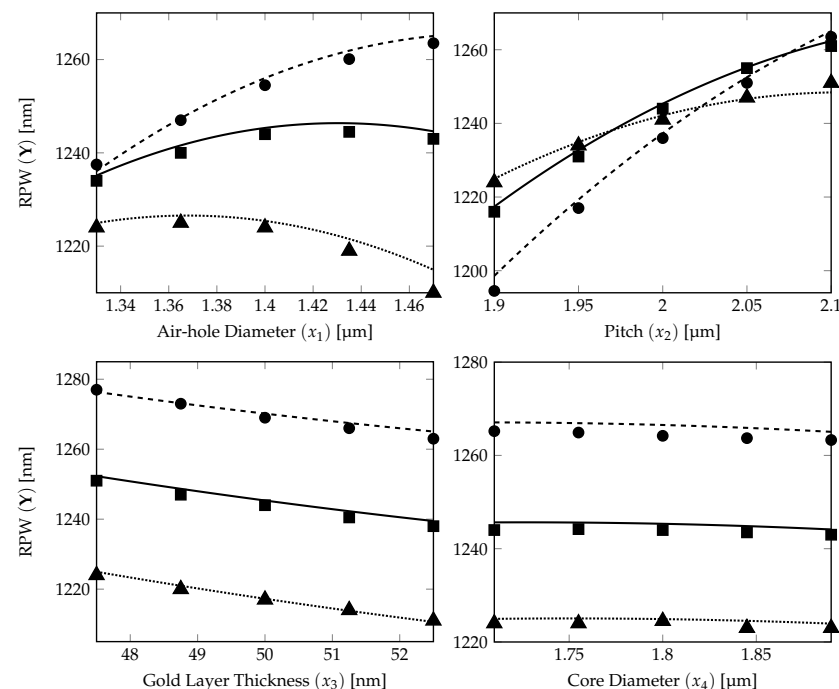 1260
1240
1220
RPW (Y) [nm]
1.34 1.36 1.38 1.4 1.42 1.44 1.46
Air-hole Diameter (x₁) [µm]
1260
1240
1220
1200
1.9 1.95 2 2.05 2.1
Pitch (x₂) [µm]
1280
1260
1240
1220
RPW (Y) [nm]
48 49 50 51 52
Gold Layer Thickness (x₃) [nm]
1280
1260
1240
1220
1.75 1.8 1.85
Core Diameter (x₄) [µm]